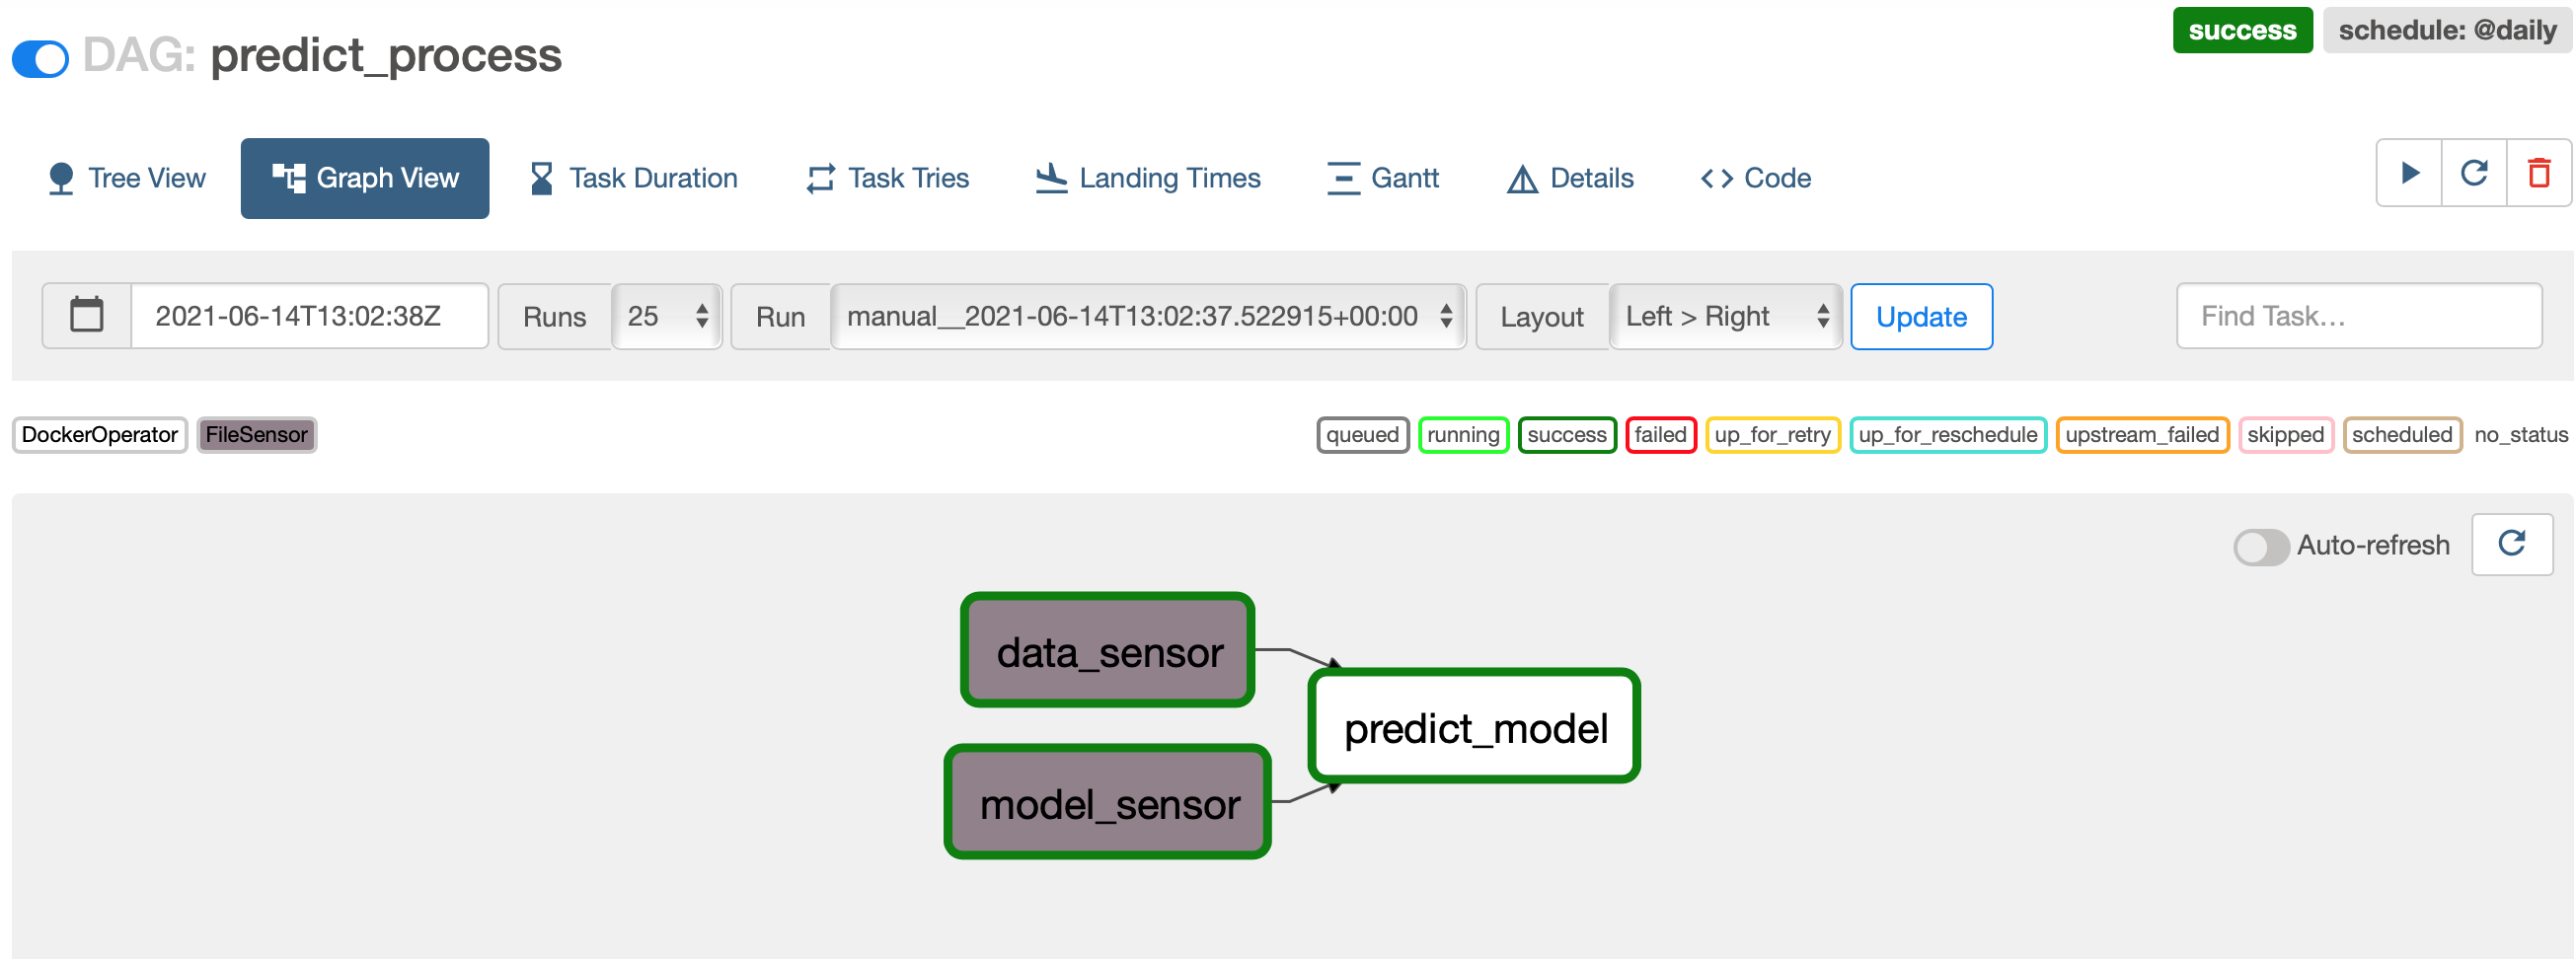 DAG: predict_process
success
schedule: @daily
Tree View
Graph View
Task Duration
Task Tries
Landing Times
Gantt
Details
Code
2021-06-14T13:02:38Z
Runs
25
Run
manual__2021-06-14T13:02:37.522915+00:00
Layout
Left > Right
Update
Find Task…
DockerOperator
FileSensor
queued
running
success
failed
up_for_retry
up_for_reschedule
upstream_failed
skipped
scheduled
no_status
Auto-refresh
data_sensor
predict_model
model_sensor